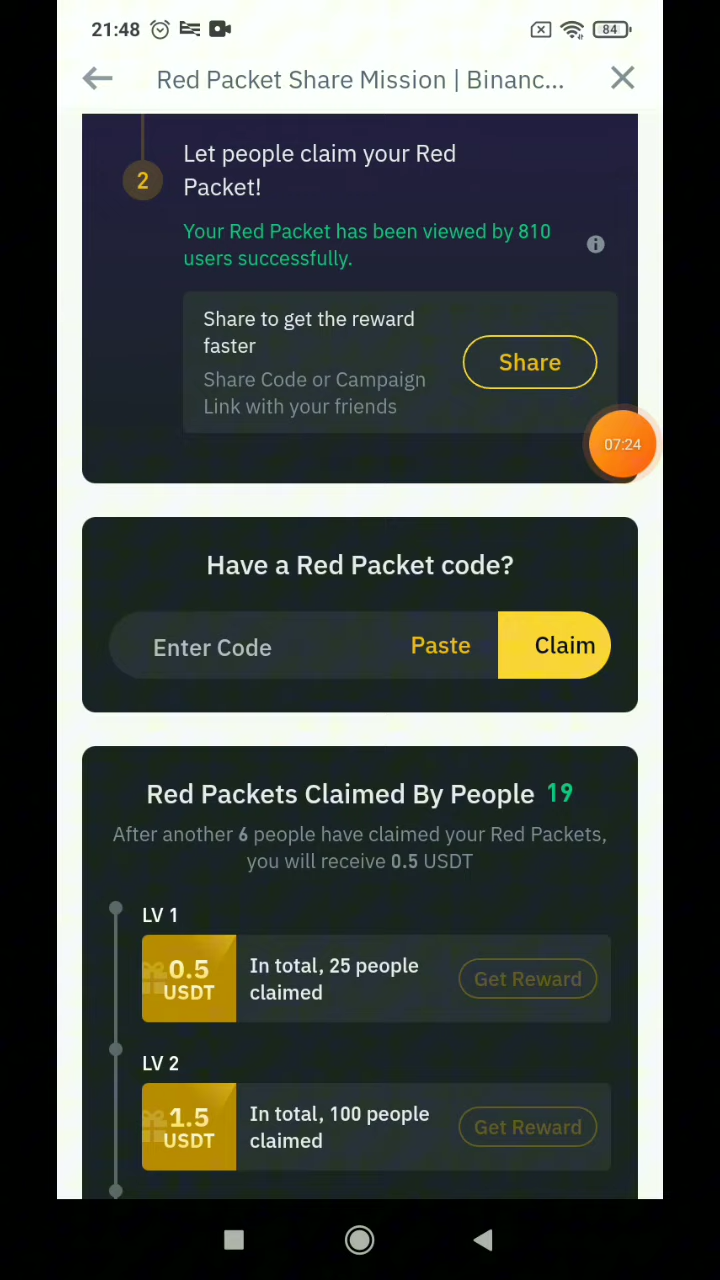 21:48
84
Red Packet Share Mission | Binanc...
2
Let people claim your Red
Packet!
Your Red Packet has been viewed by 810
users successfully.
Share to get the reward
faster
Share Code or Campaign
Link with your friends
Share
07:24
Have a Red Packet code?
Enter Code
Paste
Claim
Red Packets Claimed By People 19
After another 6 people have claimed your Red Packets,
you will receive 0.5 USDT
LV 1
0.5
USDT
In total, 25 people
claimed
Get Reward
LV 2
1.5
USDT
In total, 100 people
claimed
Get Reward